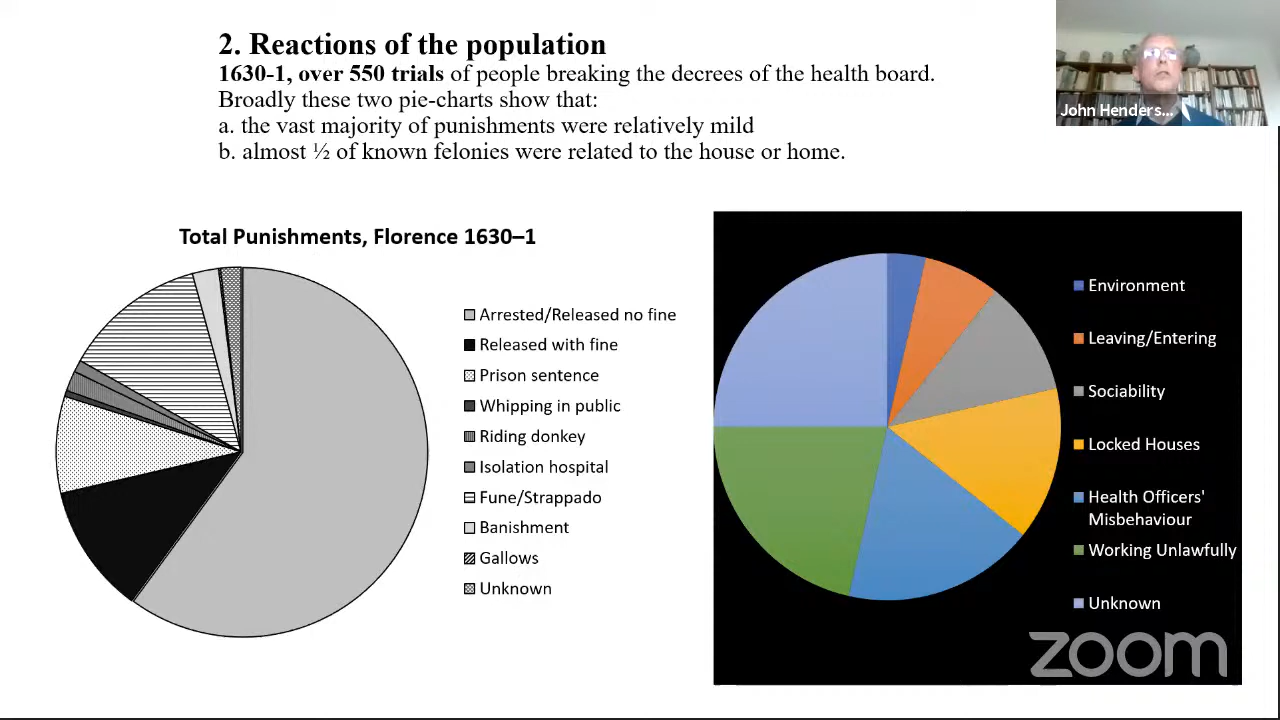 2. Reactions of the population
1630-1, over 550 trials of people breaking the decrees of the health board.
Broadly these two pie-charts show that:
a. the vast majority of punishments were relatively mild
b. almost ½ of known felonies were related to the house or home.
John Henders...
Total Punishments, Florence 1630–1
Arrested/Released no fine
Released with fine
Prison sentence
Whipping in public
Riding donkey
Isolation hospital
Fune/Strappado
Banishment
Gallows
Unknown
Environment
Leaving/Entering
Sociability
Locked Houses
Health Officers'
Misbehaviour
Working Unlawfully
Unknown
zoom